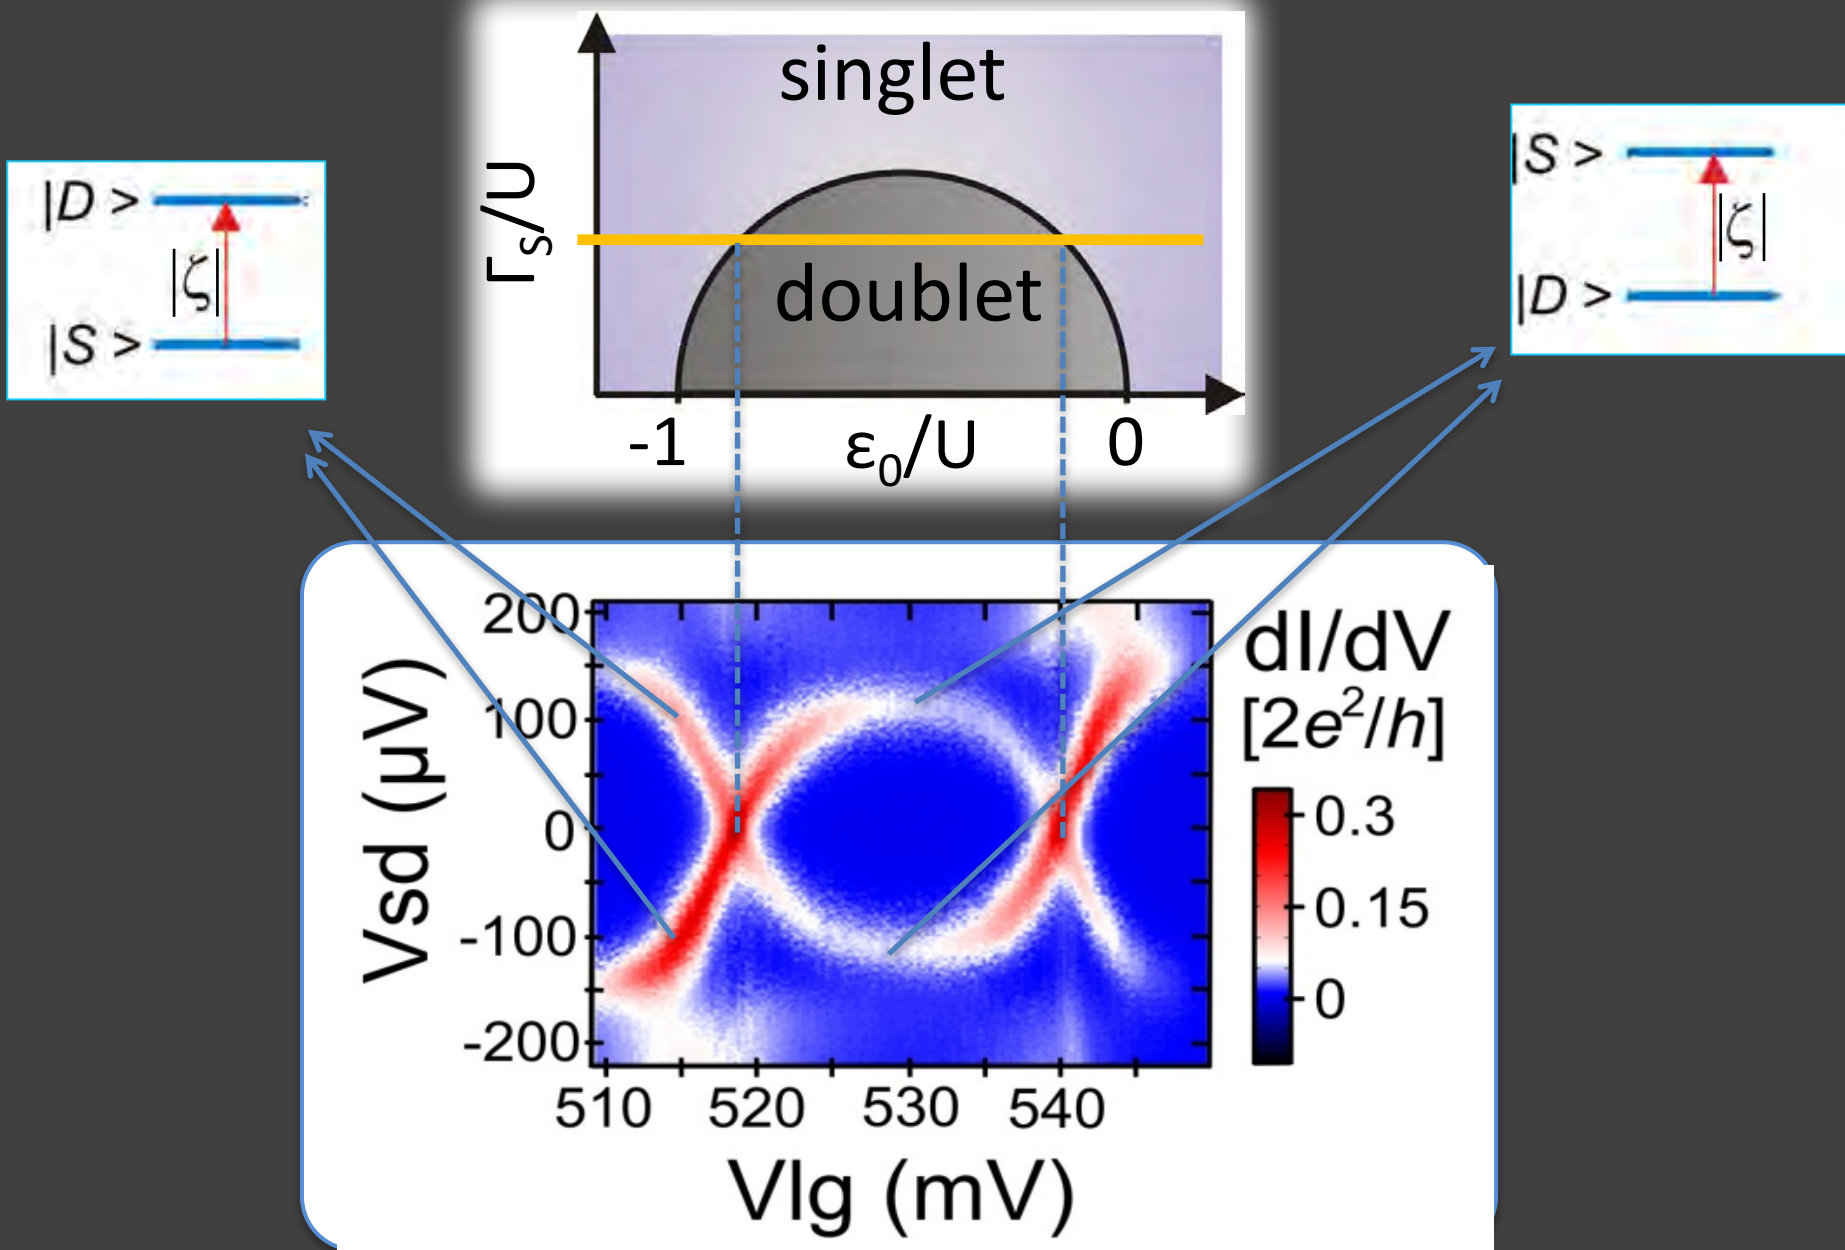 singlet
doublet
Γs/U
-1
ε0/U
0
|D >
|ζ|
|S >
|S >
|ζ|
|D >
200
100
0
-100
-200
Vsd (μV)
510 520 530 540
Vlg (mV)
dI/dV
[2e²/h]
0.3
0.15
0